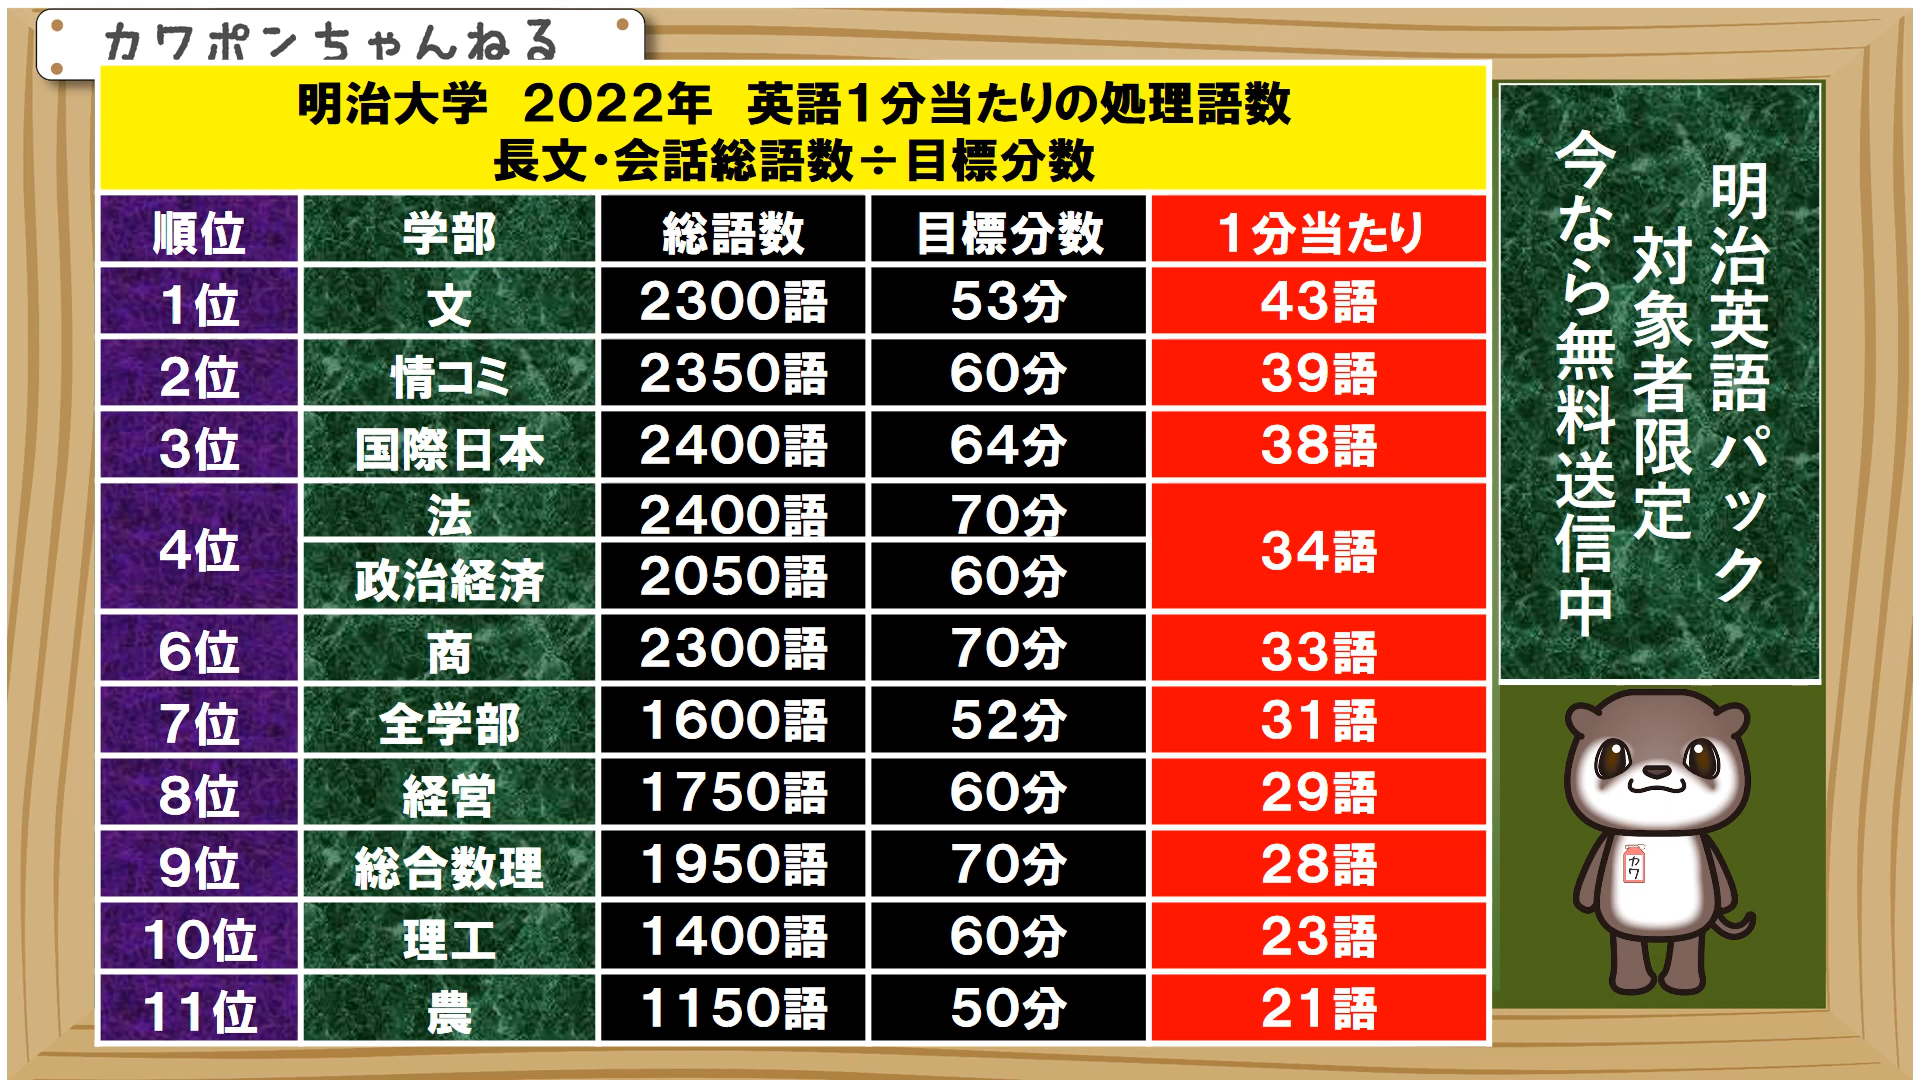 カワポンちゃんねる
明治大学　2022年　英語1分当たりの処理語数
長文・会話総語数÷目標分数
順位 学部 総語数 目標分数 1分当たり
1位 文 2300語 53分 43語
2位 情コミ 2350語 60分 39語
3位 国際日本 2400語 64分 38語
4位 法 2400語 70分 34語
政治経済 2050語 60分
6位 商 2300語 70分 33語
7位 全学部 1600語 52分 31語
8位 経営 1750語 60分 29語
9位 総合数理 1950語 70分 28語
10位 理工 1400語 60分 23語
11位 農 1150語 50分 21語
明治英語パック
対象者限定
今なら無料送信中
カワ